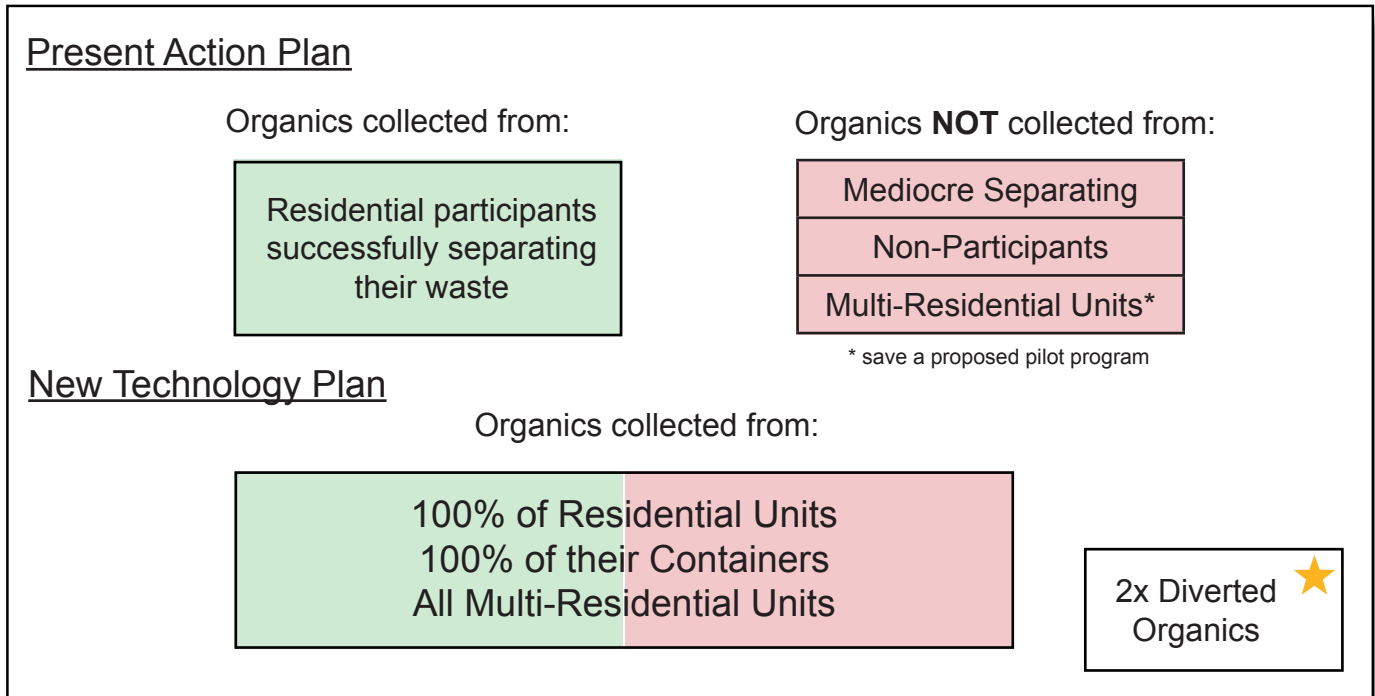 Present Action Plan
Organics collected from:
Residential participants
successfully separating
their waste
Organics NOT collected from:
Mediocre Separating
Non-Participants
Multi-Residential Units*
* save a proposed pilot program
New Technology Plan
Organics collected from:
100% of Residential Units
100% of their Containers
All Multi-Residential Units
2x Diverted
Organics